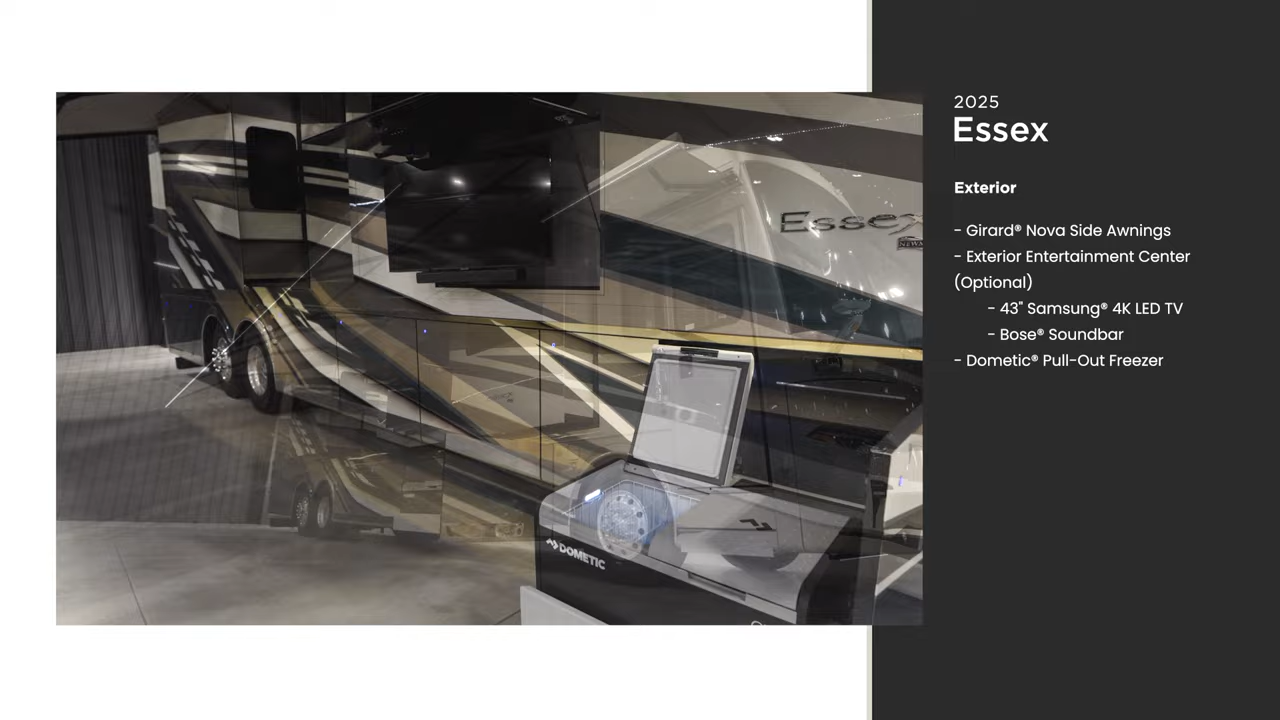 2025
Essex
Exterior
- Girard® Nova Side Awnings
- Exterior Entertainment Center
(Optional)
- 43" Samsung® 4K LED TV
- Bose® Soundbar
- Dometic® Pull-Out Freezer
Essex
DOMETIC